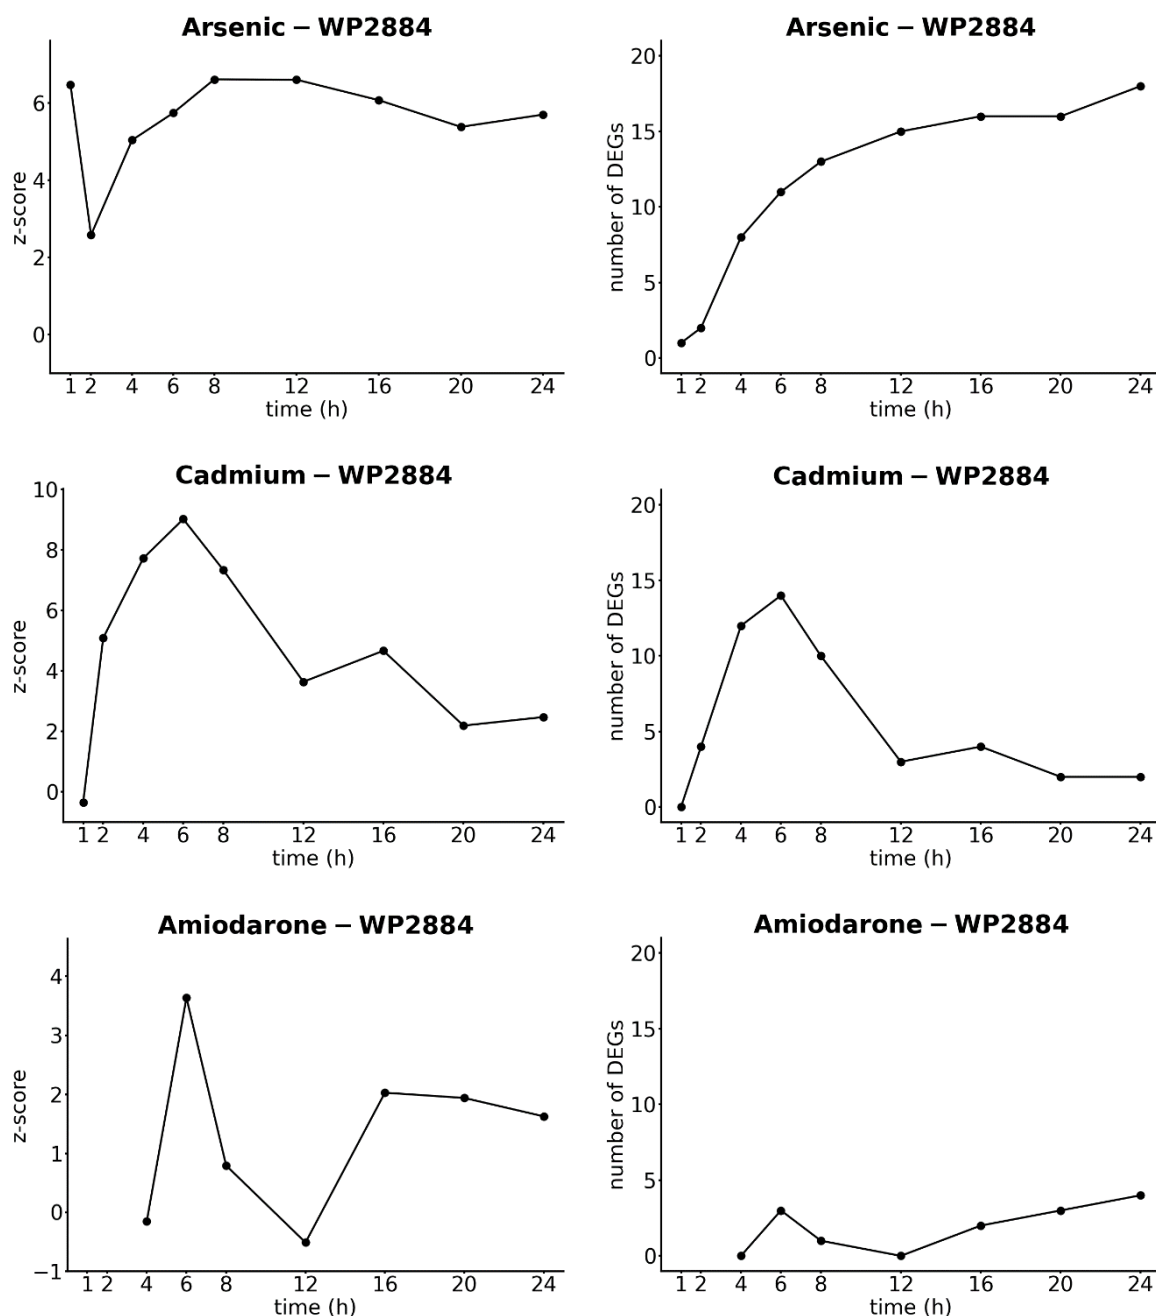 Arsenic – WP2884
z-score
6
4
2
0
1 2 4 6 8 12 16 20 24
time (h)
Arsenic – WP2884
number of DEGs
20
15
10
5
0
1 2 4 6 8 12 16 20 24
time (h)
Cadmium – WP2884
z-score
10
8
6
4
2
0
1 2 4 6 8 12 16 20 24
time (h)
Cadmium – WP2884
number of DEGs
20
15
10
5
0
1 2 4 6 8 12 16 20 24
time (h)
Amiodarone – WP2884
z-score
4
3
2
1
0
−1
1 2 4 6 8 12 16 20 24
time (h)
Amiodarone – WP2884
number of DEGs
20
15
10
5
0
1 2 4 6 8 12 16 20 24
time (h)